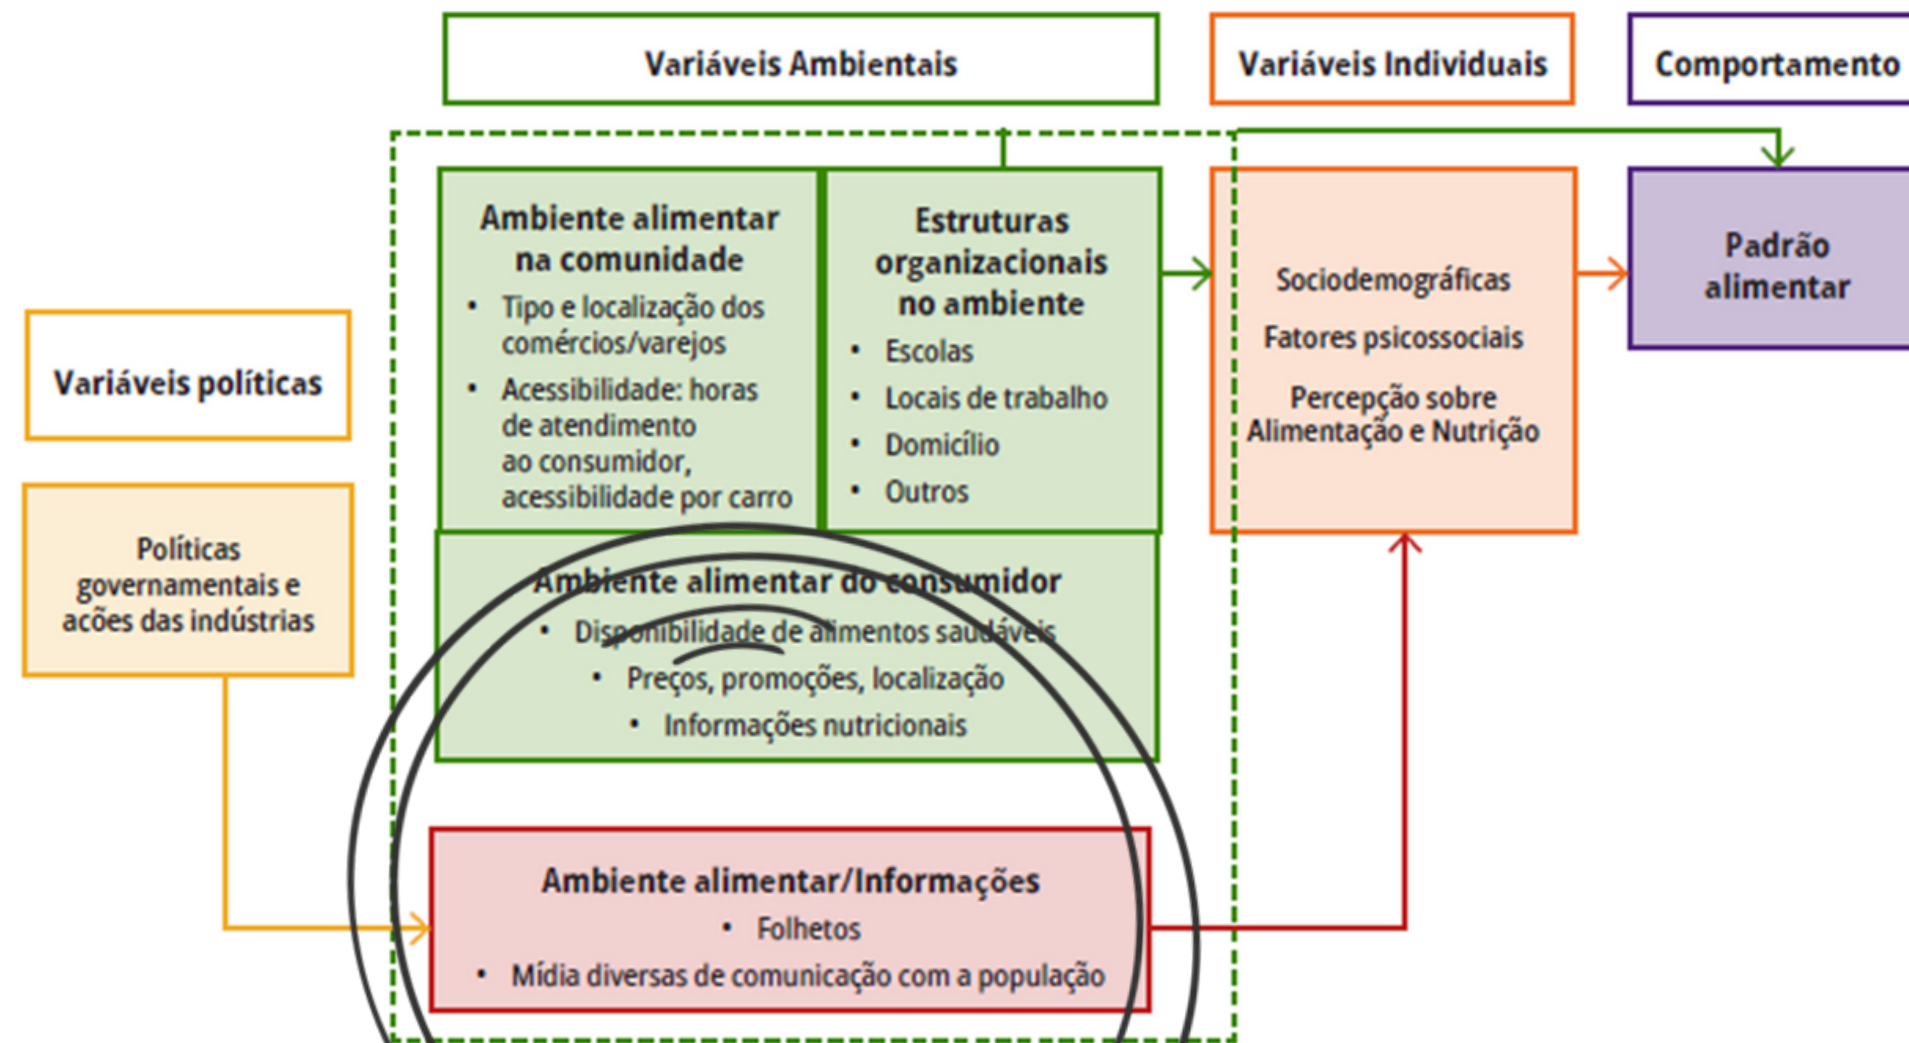 Variáveis Ambientais
Variáveis Individuais
Comportamento
Ambiente alimentar
na comunidade
• Tipo e localização dos
comércios/varejos
• Acessibilidade: horas
de atendimento
ao consumidor,
acessibilidade por carro
Estruturas
organizacionais
no ambiente
• Escolas
• Locais de trabalho
• Domicílio
• Outros
Sociodemográficas
Fatores psicossociais
Percepção sobre
Alimentação e Nutrição
Padrão
alimentar
Variáveis políticas
Políticas
governamentais e
ações das indústrias
Ambiente alimentar do consumidor
• Disponibilidade de alimentos saudáveis
• Preços, promoções, localização
• Informações nutricionais
Ambiente alimentar/Informações
• Folhetos
• Mídia diversas de comunicação com a população